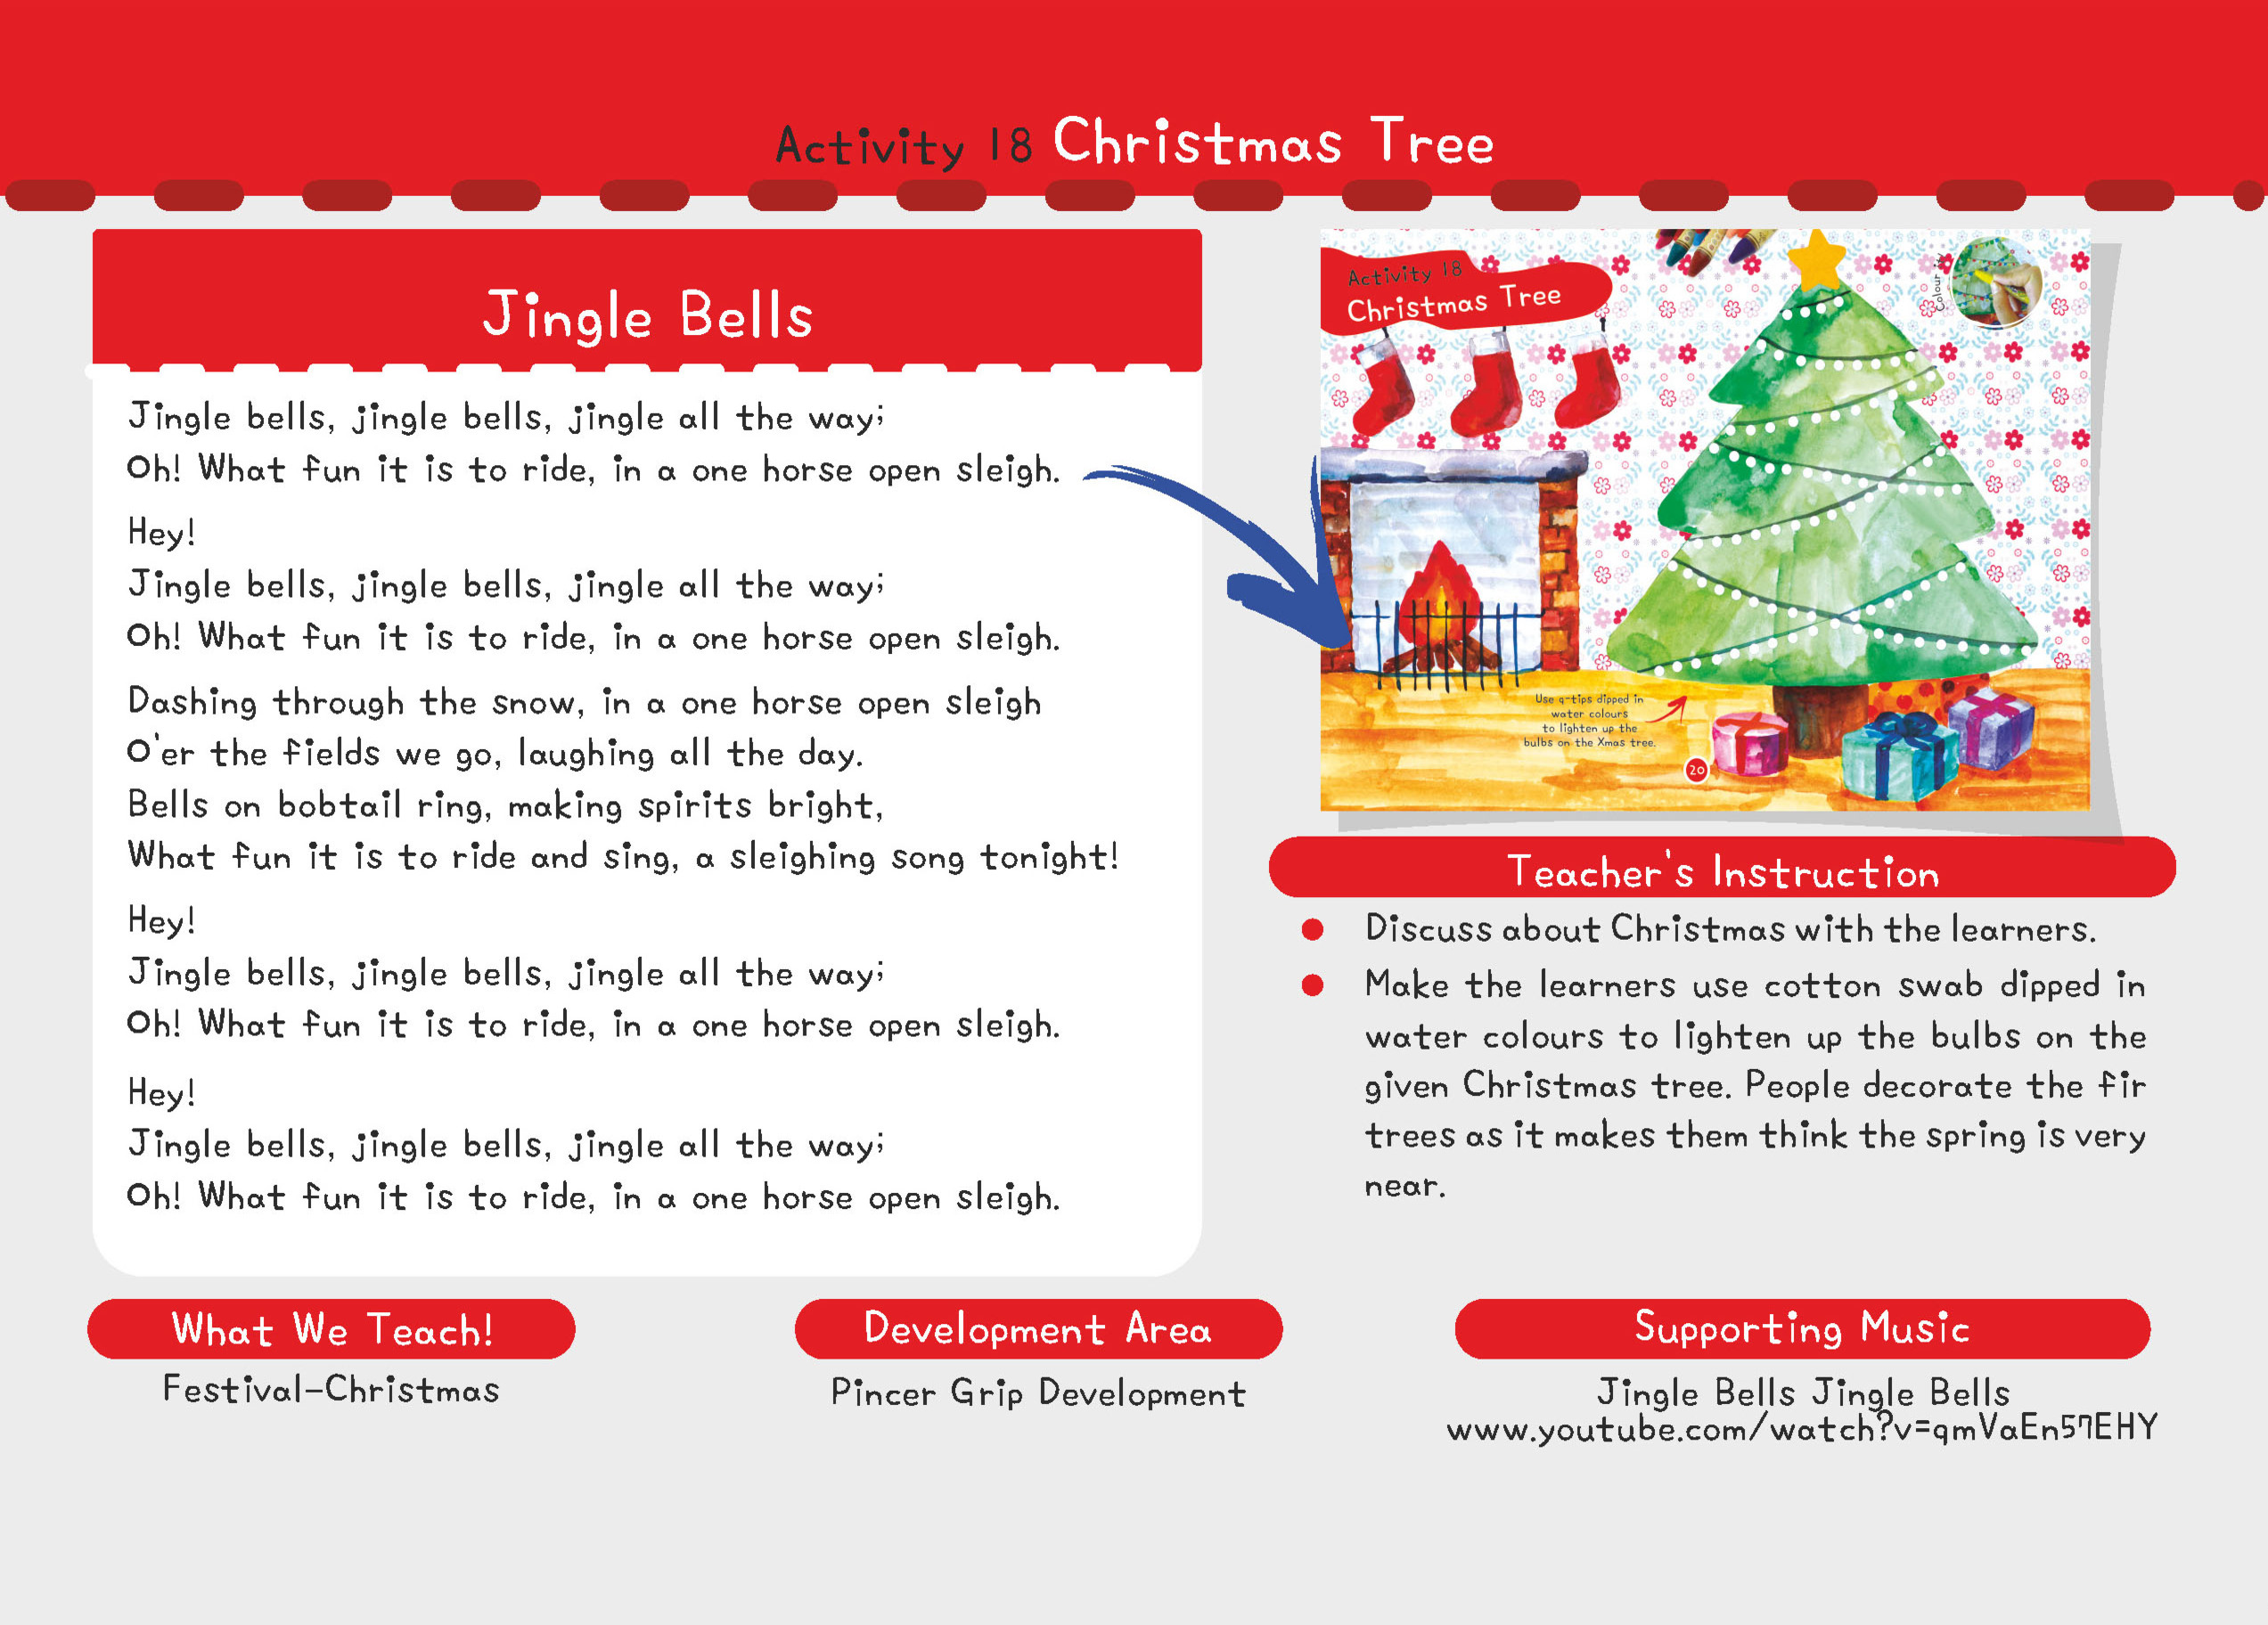 Activity 18 Christmas Tree
Jingle Bells
Jingle bells, jingle bells, jingle all the way;
Oh! What fun it is to ride, in a one horse open sleigh.
Hey!
Jingle bells, jingle bells, jingle all the way;
Oh! What fun it is to ride, in a one horse open sleigh.
Dashing through the snow, in a one horse open sleigh
O'er the fields we go, laughing all the day.
Bells on bobtail ring, making spirits bright,
What fun it is to ride and sing, a sleighing song tonight!
Hey!
Jingle bells, jingle bells, jingle all the way;
Oh! What fun it is to ride, in a one horse open sleigh.
Hey!
Jingle bells, jingle bells, jingle all the way;
Oh! What fun it is to ride, in a one horse open sleigh.
Activity 18
Christmas Tree
Colour it
Use q-tips dipped in
water colours
to lighten up the
bulbs on the Xmas tree.
20
Teacher's Instruction
Discuss about Christmas with the learners.
Make the learners use cotton swab dipped in
water colours to lighten up the bulbs on the
given Christmas tree. People decorate the fir
trees as it makes them think the spring is very
near.
What We Teach!
Festival-Christmas
Development Area
Pincer Grip Development
Supporting Music
Jingle Bells Jingle Bells
www.youtube.com/watch?v=qmVaEn57EHY